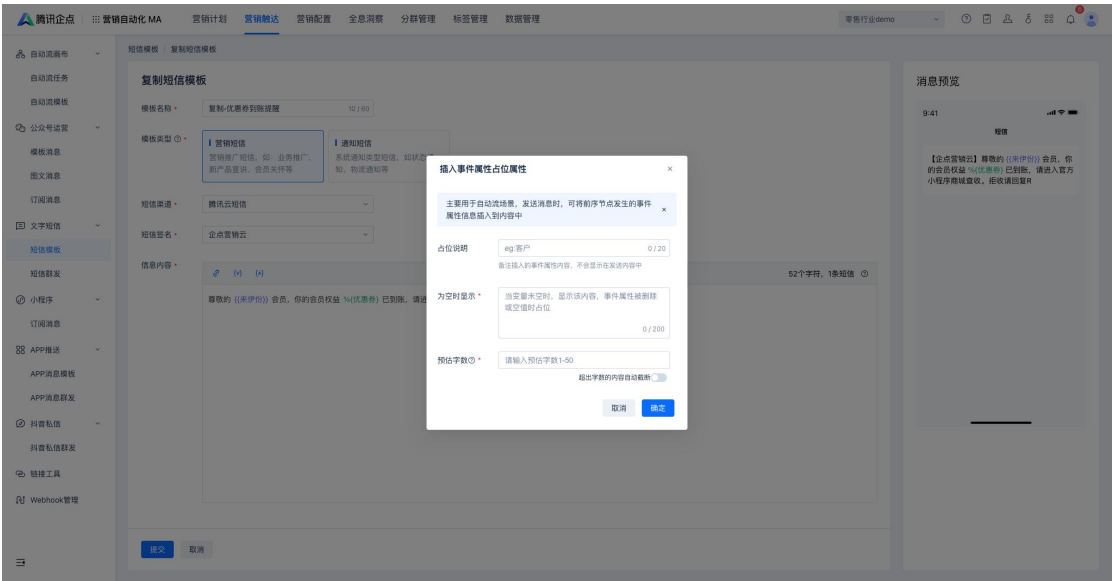 腾讯企点
营销自动化 MA
营销计划
营销触达
营销配置
全息洞察
分群管理
标签管理
数据管理
零售行业demo
自动流画布
自动流任务
自动流模板
公众号运营
模板消息
图文消息
订阅消息
文字短信
短信模板
短信群发
小程序
订阅消息
APP推送
APP消息模板
APP消息群发
抖音私信
抖音私信群发
链接工具
Webhook管理
短信模板
复制短信模板
复制短信模板
模板名称 *
复制-优惠券到账提醒
10 / 60
模板类型 *
营销短信
营销推广短信，如：业务推广、
新产品宣讲、会员关怀等
通知短信
系统通知类型短信，如状态
知、物流通知等
短信渠道 *
腾讯云短信
短信签名 *
企点营销云
信息内容 *
52个字符，1条短信
尊敬的 {{来伊份}} 会员，你的会员权益 %{优惠券} 已到账，请进
提交
取消
插入事件属性占位属性
主要用于自动流场景，发送消息时，可将前序节点发生的事件
属性信息插入到内容中
占位说明
eg:客户
0 / 20
备注插入的事件属性内容，不会显示在发送内容中
为空时显示 *
当变量未空时，显示该内容，事件属性被删除
或空值时占位
0 / 200
预估字数 *
请输入预估字数1-50
超出字数的内容自动截断
取消
确定
消息预览
9:41
短信
【企点营销云】尊敬的 {{来伊份}} 会员，你
的会员权益 %{优惠券} 已到账，请进入官方
小程序商城查收，拒收请回复R